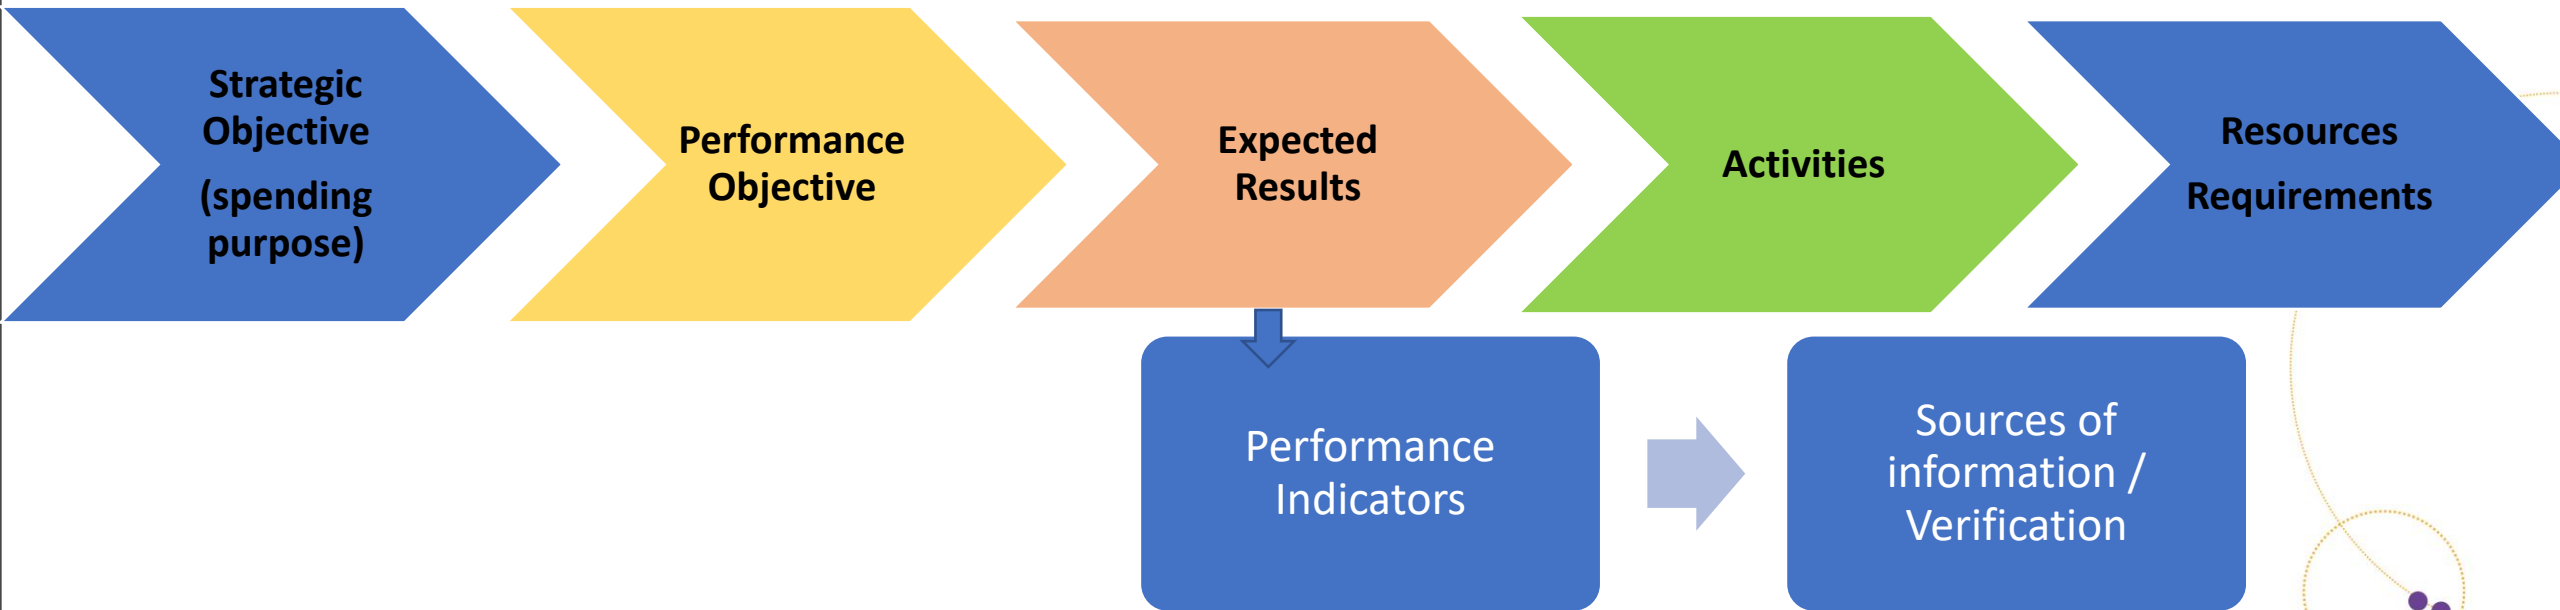 Strategic
Objective
(spending
purpose)
Performance
Objective
Expected
Results
Activities
Resources
Requirements
Performance
Indicators
Sources of
information /
Verification